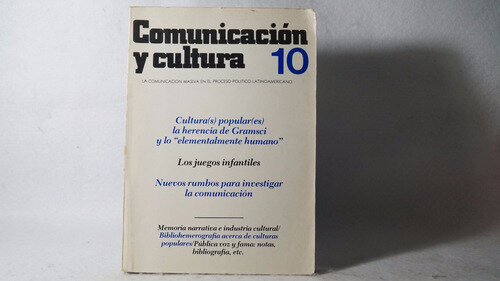 Comunicación
y cultura 10
LA COMUNICACION MASIVA EN EL PROCESO POLITICO LATINOAMERICANO
Cultura(s) popular(es)
la herencia de Gramsci
y lo "elementalmente humano"
Los juegos infantiles
Nuevos rumbos para investigar
la comunicación
Memoria narrativa e industria cultural/
Bibliohemerografía acerca de culturas
populares/Pública voz y fama: notas,
bibliografía, etc.